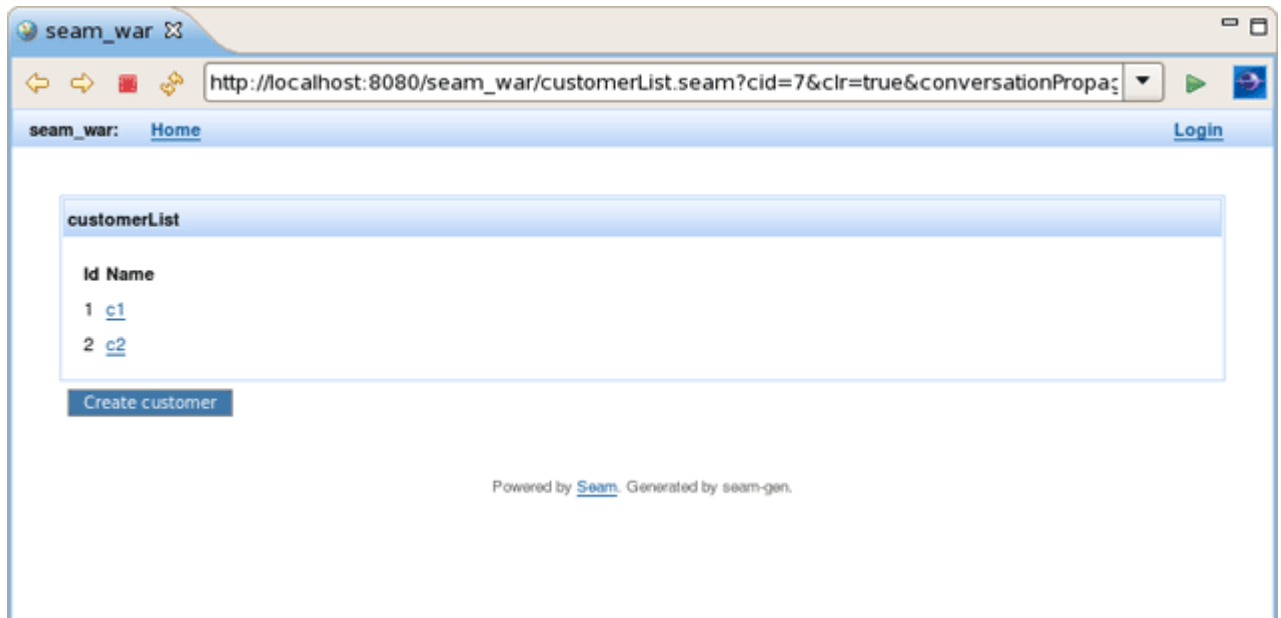 seam_war
http://localhost:8080/seam_war/customerList.seam?cid=7&clr=true&conversationPropag
seam_war: Home Login
customerList
Id Name
1 c1
2 c2
Create customer
Powered by Seam. Generated by seam-gen.